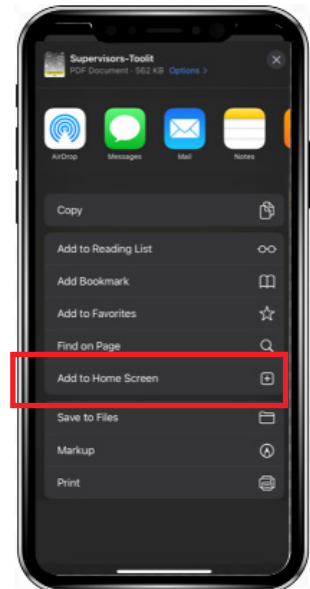 Supervisors-Toolit
PDF Document · 562 KB Options >
AirDrop Messages Mail Notes
Copy
Add to Reading List
Add Bookmark
Add to Favorites
Find on Page
Add to Home Screen
Save to Files
Markup
Print